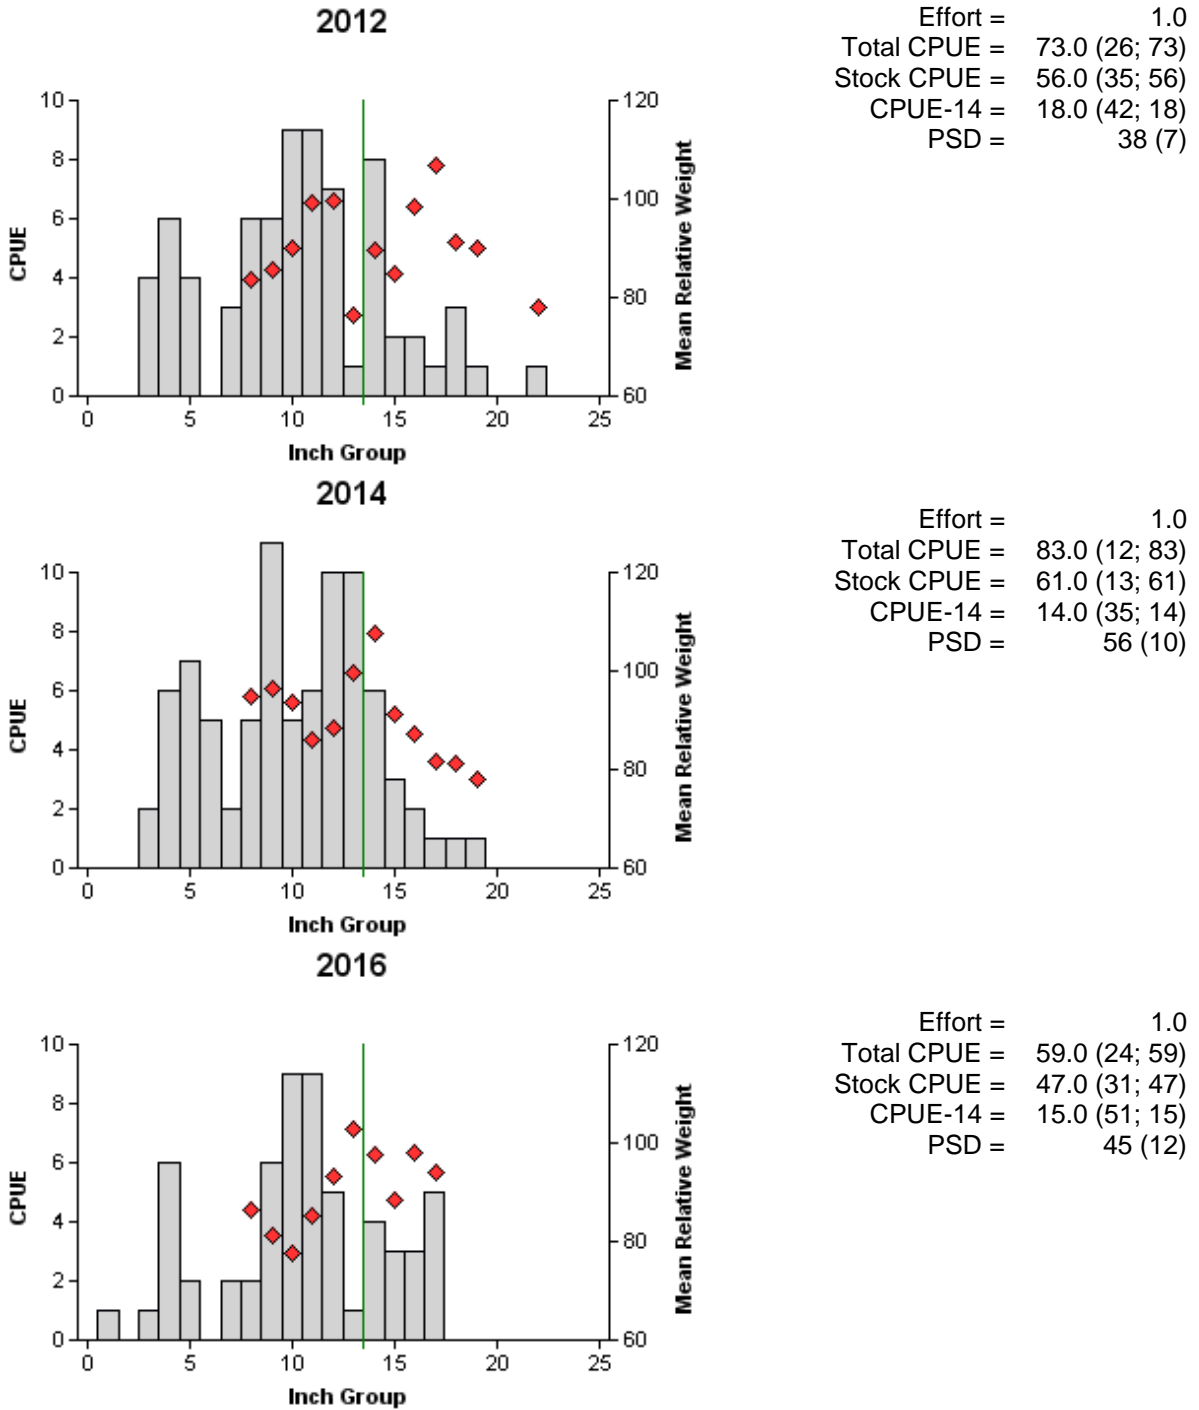 2012
Effort = 1.0
Total CPUE = 73.0 (26; 73)
Stock CPUE = 56.0 (35; 56)
CPUE-14 = 18.0 (42; 18)
PSD = 38 (7)
10 120
8
100
6
CPUE
Mean Relative Weight
4
80
2
0 60
0 5 10 15 20 25
Inch Group
2014
Effort = 1.0
Total CPUE = 83.0 (12; 83)
Stock CPUE = 61.0 (13; 61)
CPUE-14 = 14.0 (35; 14)
PSD = 56 (10)
10 120
8
100
6
CPUE
Mean Relative Weight
4
80
2
0 60
0 5 10 15 20 25
Inch Group
2016
Effort = 1.0
Total CPUE = 59.0 (24; 59)
Stock CPUE = 47.0 (31; 47)
CPUE-14 = 15.0 (51; 15)
PSD = 45 (12)
10 120
8
100
6
CPUE
Mean Relative Weight
4
80
2
0 60
0 5 10 15 20 25
Inch Group